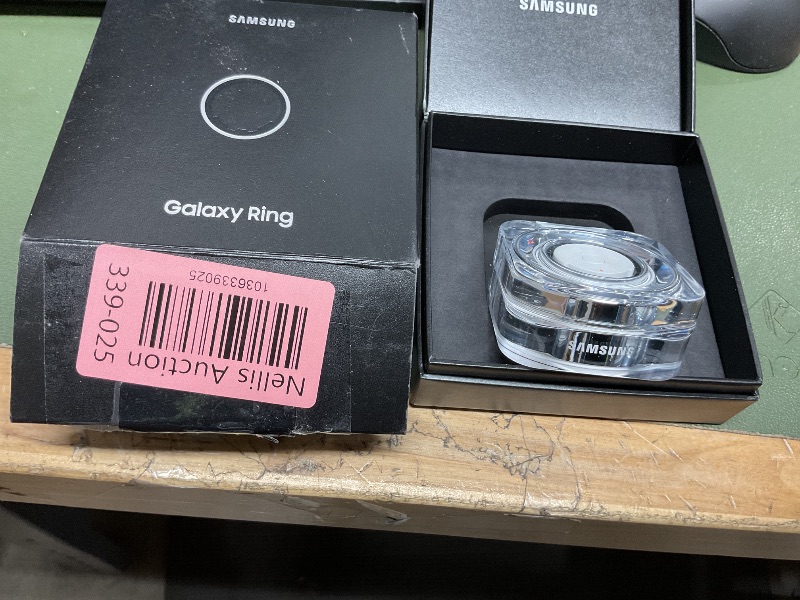 SAMSUNG
Galaxy Ring
Nellis Auction
1036339025
339-025
SAMSUNG
SAMSUNG